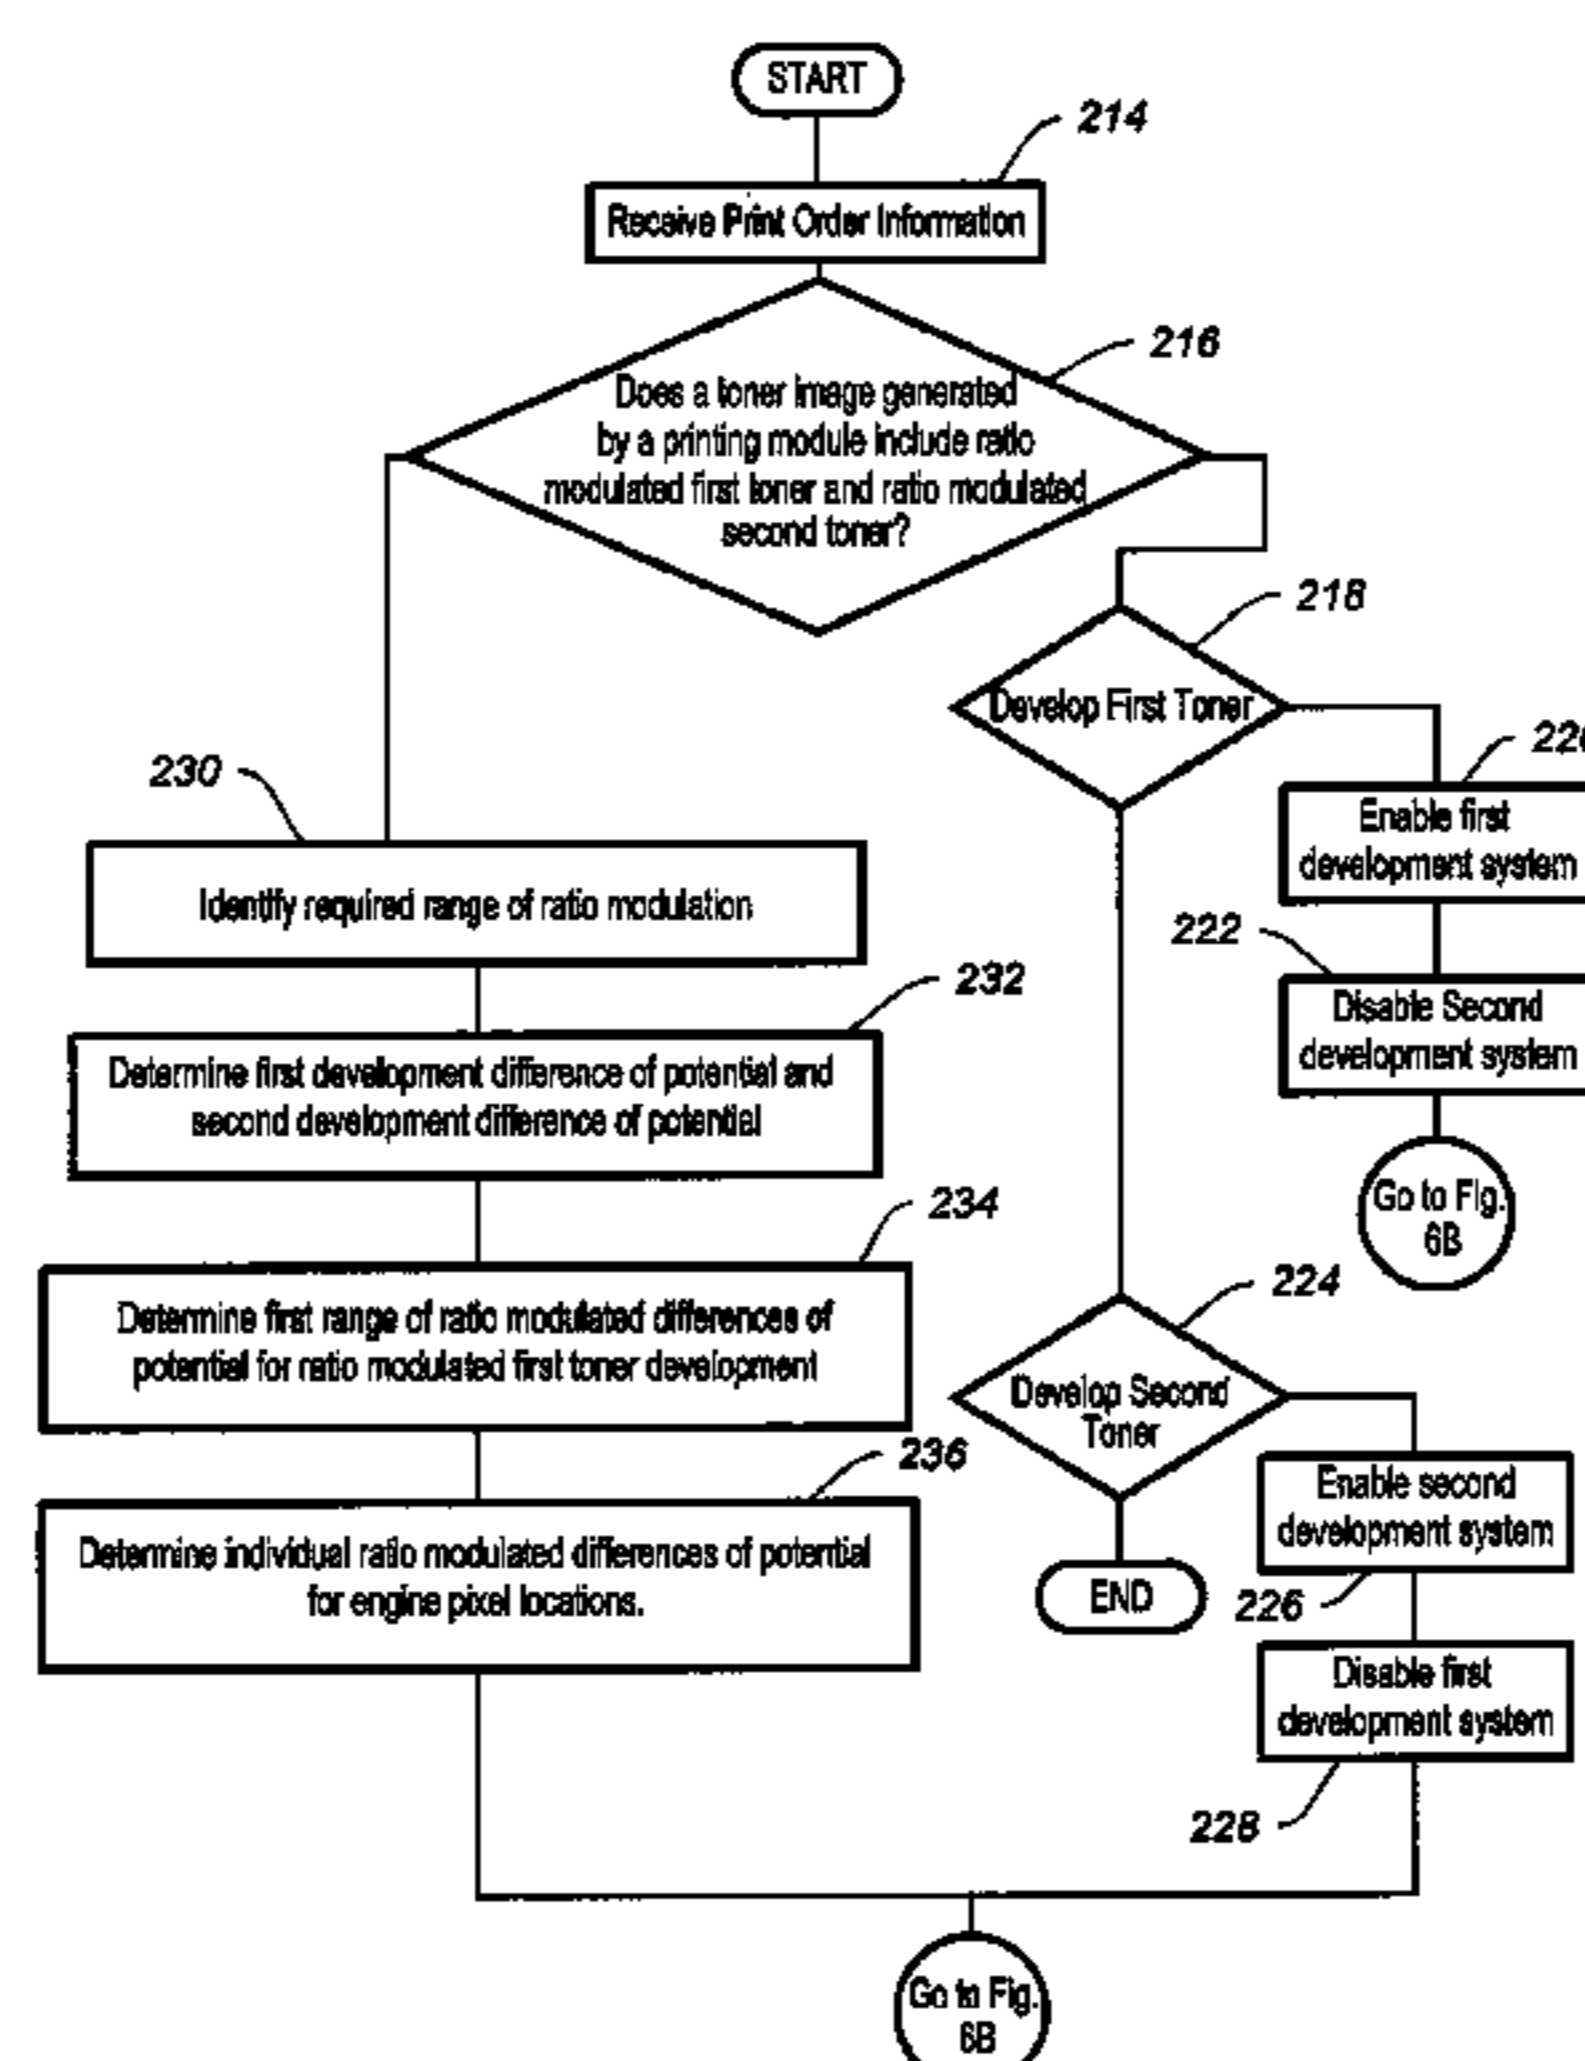 START
214
Receive Print Order Information
216
Does a toner image generated
by a printing module include ratio
modulated first toner and ratio modulated
second toner?
218
Develop First Toner
230
Enable first
development system
Identify required range of ratio modulation
222
232
Disable Second
development system
Determine first development difference of potential and
second development difference of potential
Go to Fig.
6B
234
224
Determine first range of ratio modulated differences of
potential for ratio modulated first toner development
Develop Second
Toner
236
Enable second
development system
Determine individual ratio modulated differences of potential
for engine pixel locations.
END
226
Disable first
development system
228
Go to Fig.
6B